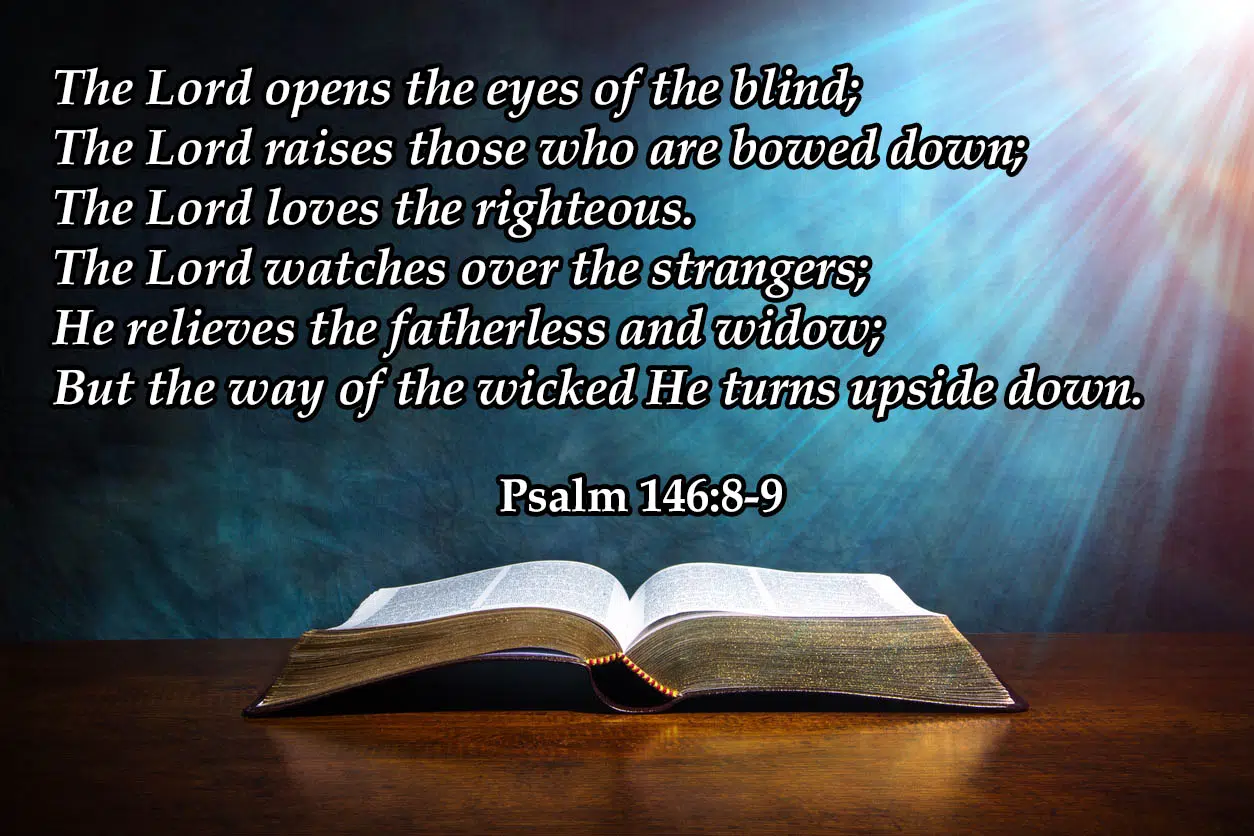 The Lord opens the eyes of the blind;
The Lord raises those who are bowed down;
The Lord loves the righteous.
The Lord watches over the strangers;
He relieves the fatherless and widow;
But the way of the wicked He turns upside down.
Psalm 146:8-9